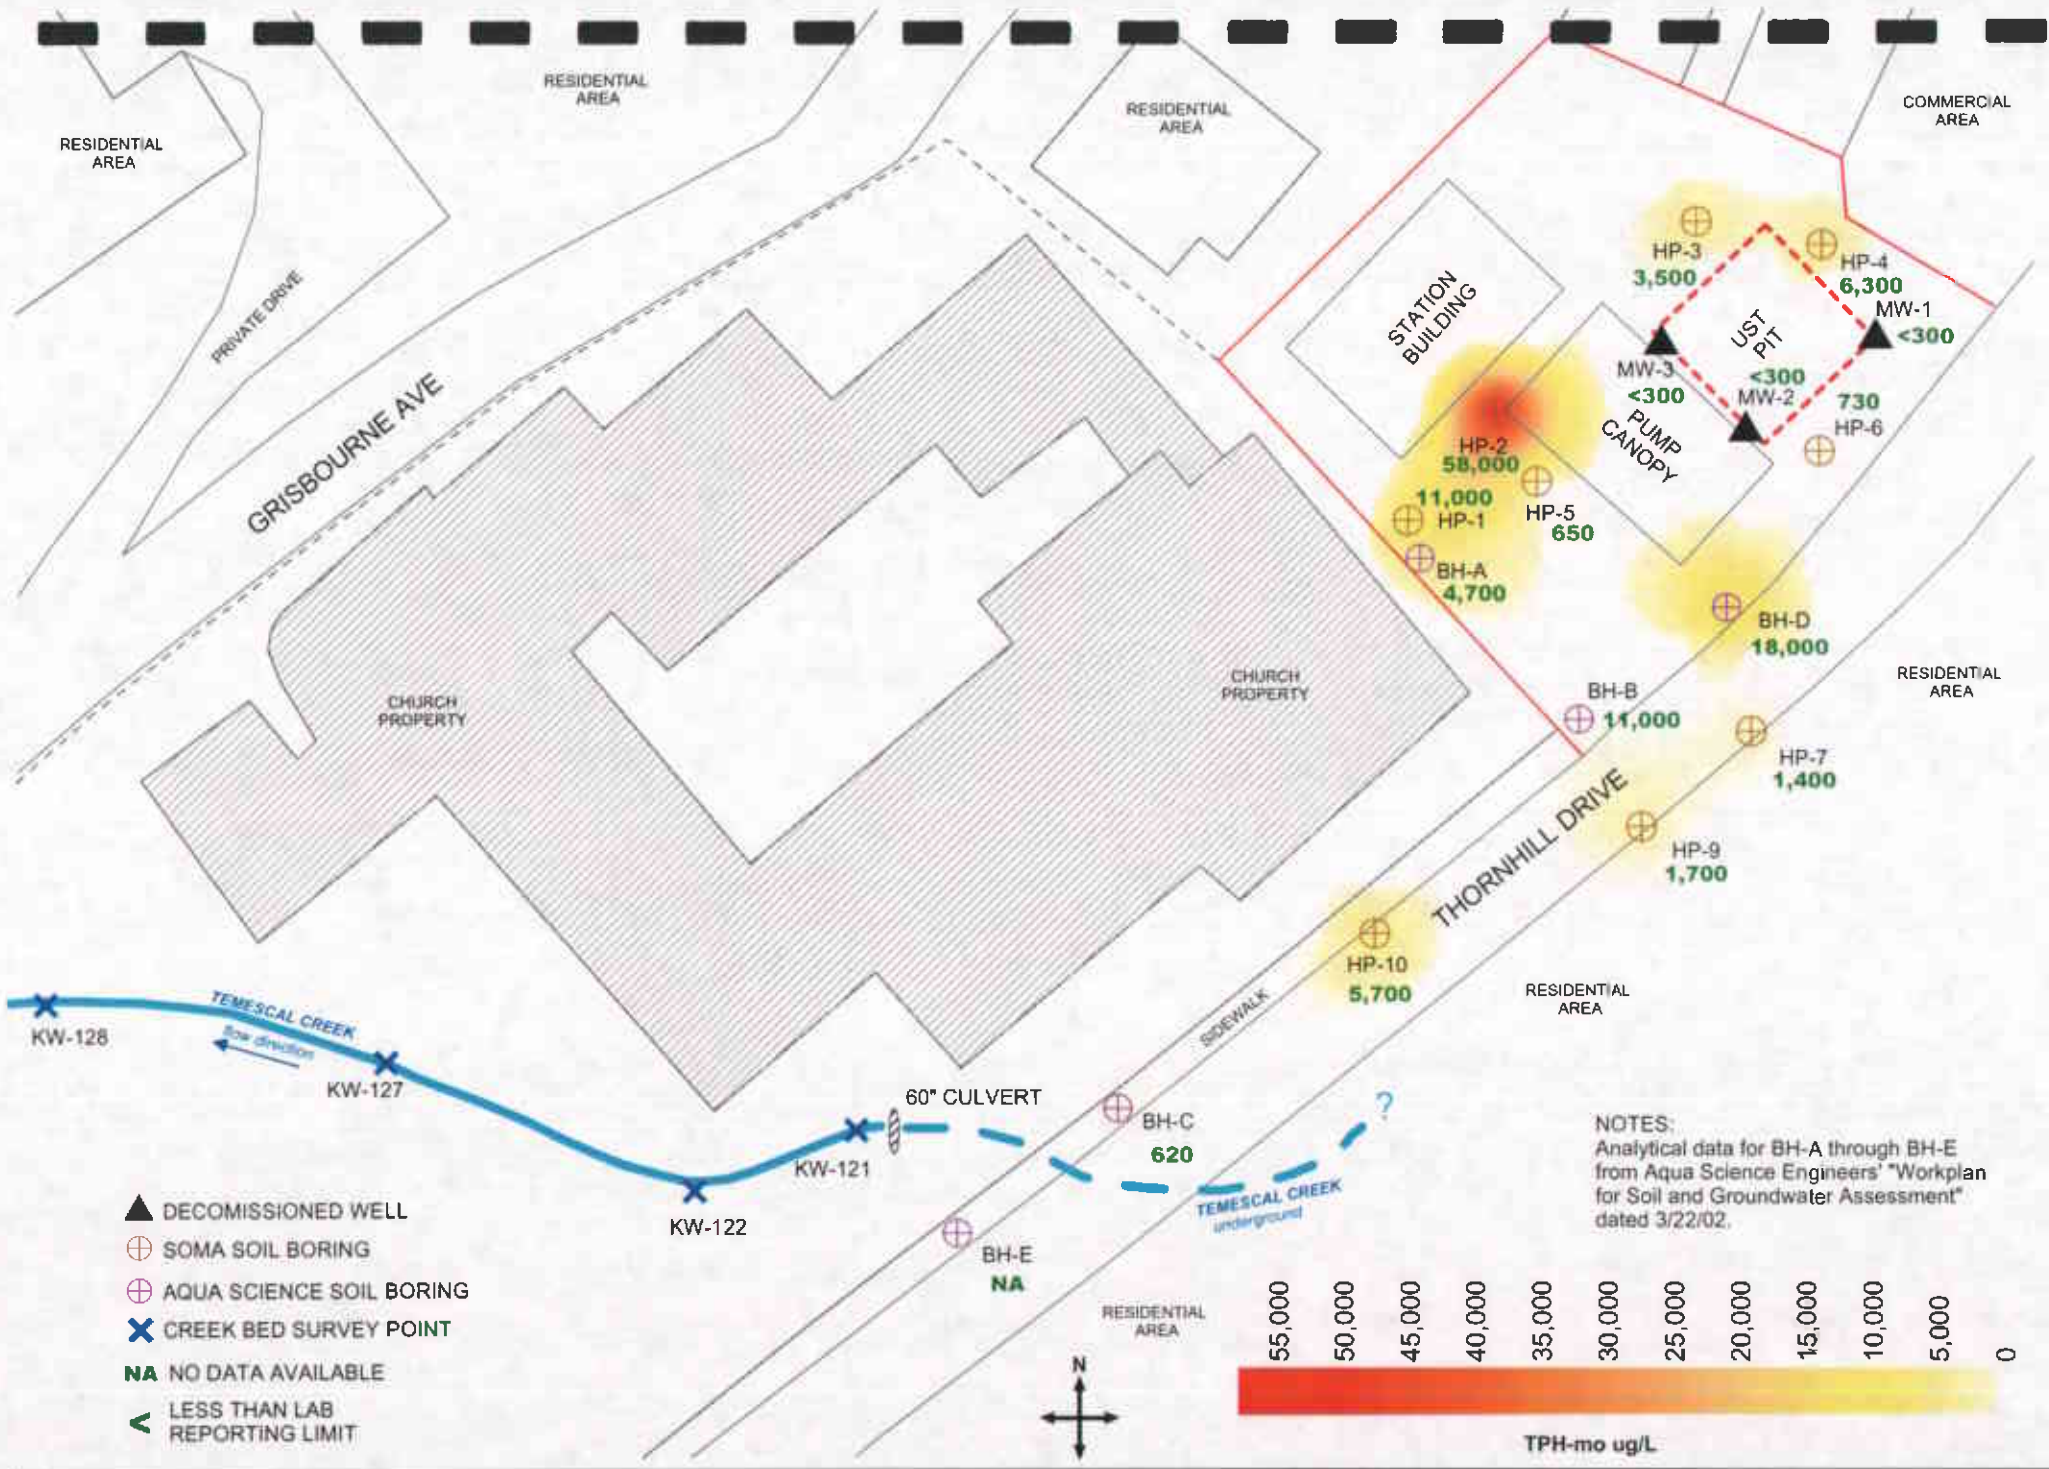 RESIDENTIAL
AREA
RESIDENTIAL
AREA
RESIDENTIAL
AREA
COMMERCIAL
AREA
PRIVATE DRIVE
GRISBOURNE AVE
STATION
BUILDING
HP-3
3,500
HP-4
6,300
MW-1
<300
UST
PIT
MW-3
<300
<300
MW-2
730
HP-6
PUMP
CANOPY
HP-2
58,000
11,000
HP-1
HP-5
650
BH-A
4,700
BH-D
18,000
BH-B
11,000
HP-7
1,400
HP-9
1,700
HP-10
5,700
CHURCH
PROPERTY
CHURCH
PROPERTY
RESIDENTIAL
AREA
THORNHILL DRIVE
SIDEWALK
RESIDENTIAL
AREA
TEMESCAL CREEK
flow direction
KW-128
KW-127
KW-122
KW-121
60" CULVERT
BH-C
620
?
TEMESCAL CREEK
underground
BH-E
NA
RESIDENTIAL
AREA
NOTES:
Analytical data for BH-A through BH-E
from Aqua Science Engineers' "Workplan
for Soil and Groundwater Assessment"
dated 3/22/02.
DECOMISSIONED WELL
SOMA SOIL BORING
AQUA SCIENCE SOIL BORING
CREEK BED SURVEY POINT
NA NO DATA AVAILABLE
< LESS THAN LAB
REPORTING LIMIT
N
55,000
50,000
45,000
40,000
35,000
30,000
25,000
20,000
15,000
10,000
5,000
0
TPH-mo ug/L